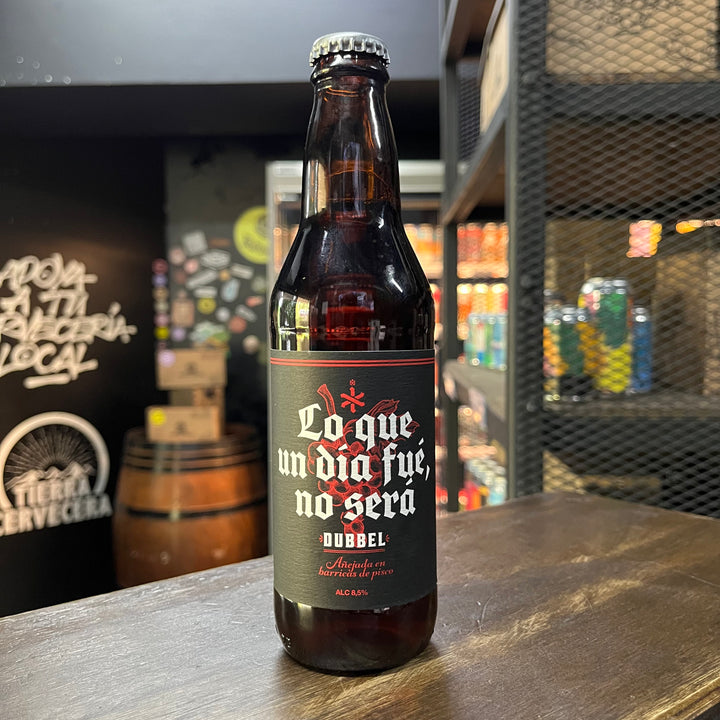 APOYA
A TU
CERVECERÍA
LOCAL
TIERRA
CERVECERA
Lo que
un día fué,
no será
DUBBEL
Añejada en
barricas de pisco
ALC 8,5%